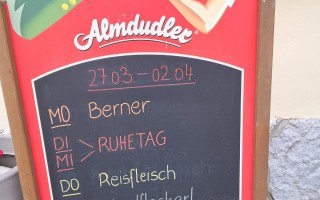 Almdudler
27.03.–02.04
MO Berner
DI
MI > RUHETAG
DO Reisfleisch